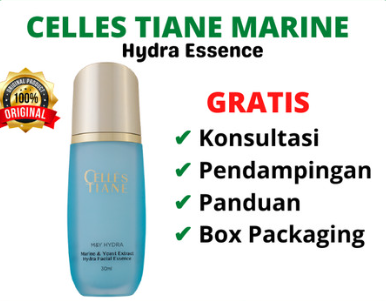 CELLES TIANE MARINE
Hydra Essence
ORIGINAL PRODUCT
100%
ORIGINAL
GRATIS
✔ Konsultasi
✔ Pendampingan
✔ Panduan
✔ Box Packaging
CELLES
TIANE
Marine & Yeast Extract
Hydra Facial Essence